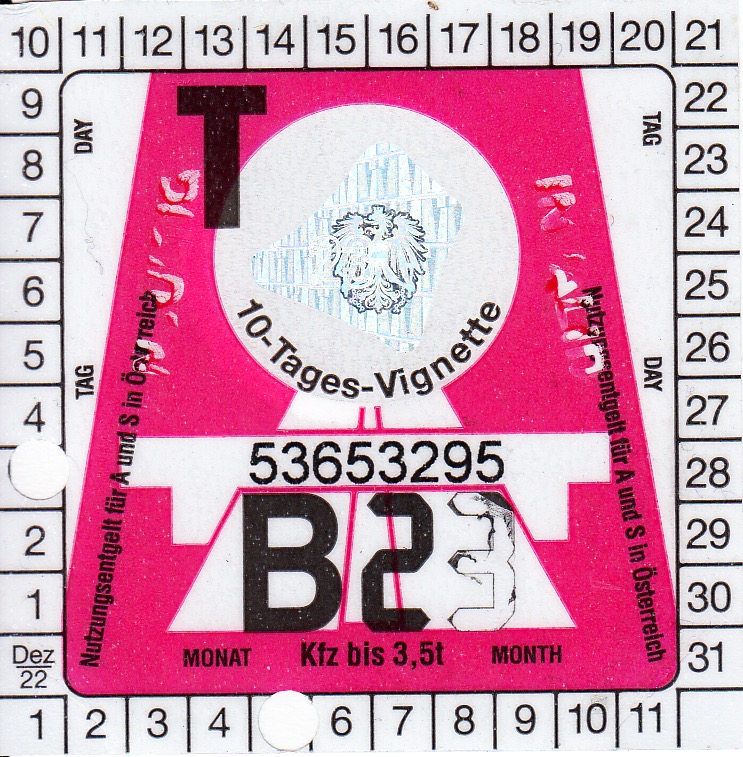 10 11 12 13 14 15 16 17 18 19 20 21
9
8
7
6
5
4
2
1
Dez
22
22
23
24
25
26
27
28
29
30
31
DAY
TAG
TAG
DAY
T
10-Tages-Vignette
Nutzungsentgelt für A und S in Österreich
Nutzungsentgelt für A und S in Österreich
53653295
B23
MONAT Kfz bis 3,5t MONTH
1 2 3 4 6 7 8 9 10 11